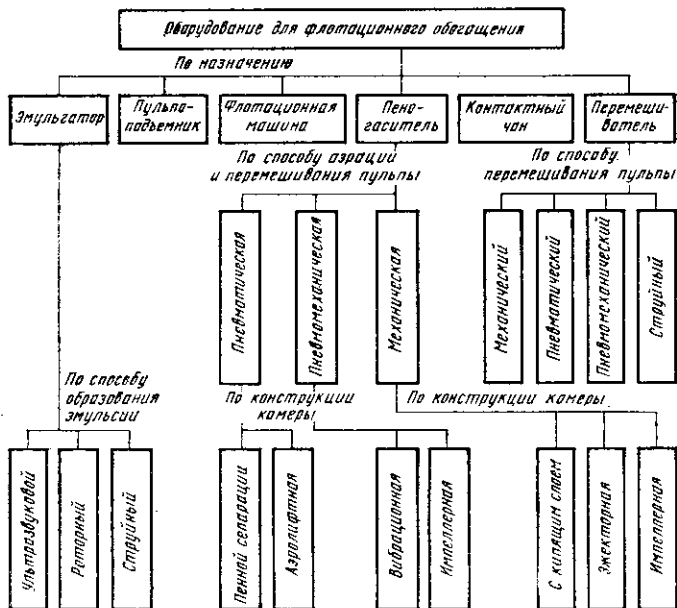 Оборудование для флотационного обогащения
По назначению
Эмульгатор
Пульпо-
подъемник
Флотационная
машина
Пено-
гаситель
Контактный
чан
Перемеши-
ватель
По способу аэраций
и перемешивания пульпы
По способу
перемешивания пульпы
Пневматическая
Пневмомеханическая
Механическая
Механический
Пневматический
Пневмомеханический
Струйный
По способу
образования
эмульсии
По конструкции
камеры
По конструкции камеры
Ультразвуковой
Роторный
Струйный
Пенной сепарации
Аэролифтная
Вибрационная
Импеллерная
С кипящим слоем
Эжекторная
Импеллерная